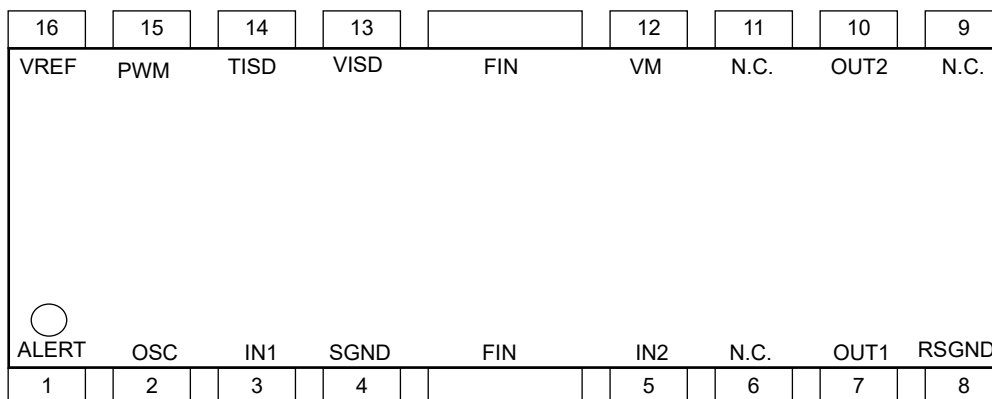 16 15 14 13 12 11 10 9
VREF PWM TISD VISD FIN VM N.C. OUT2 N.C.
ALERT OSC IN1 SGND FIN IN2 N.C. OUT1 RSGND
1 2 3 4 5 6 7 8